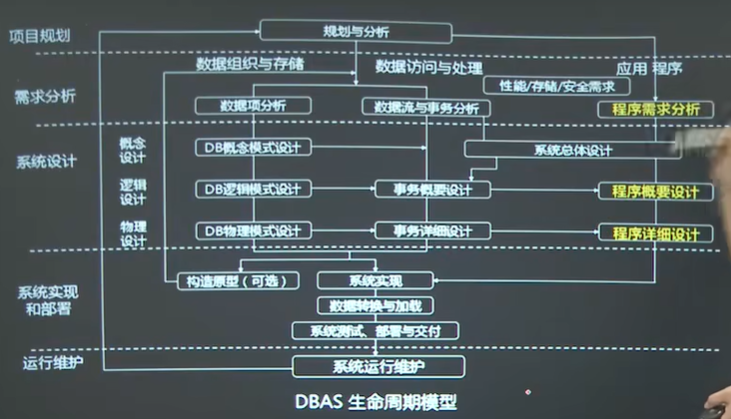 项目规划
规划与分析
数据组织与存储
数据访问与处理
应用 程序
需求分析
性能/存储/安全需求
数据项分析
数据流与事务分析
程序需求分析
系统设计
概念
设计
DB概念模式设计
系统总体设计
逻辑
设计
DB逻辑模式设计
事务概要设计
程序概要设计
物理
设计
DB物理模式设计
事务详细设计
程序详细设计
系统实现
和部署
构造原型（可选）
系统实现
数据转换与加载
系统测试、部署与交付
运行维护
系统运行维护
DBAS 生命周期模型